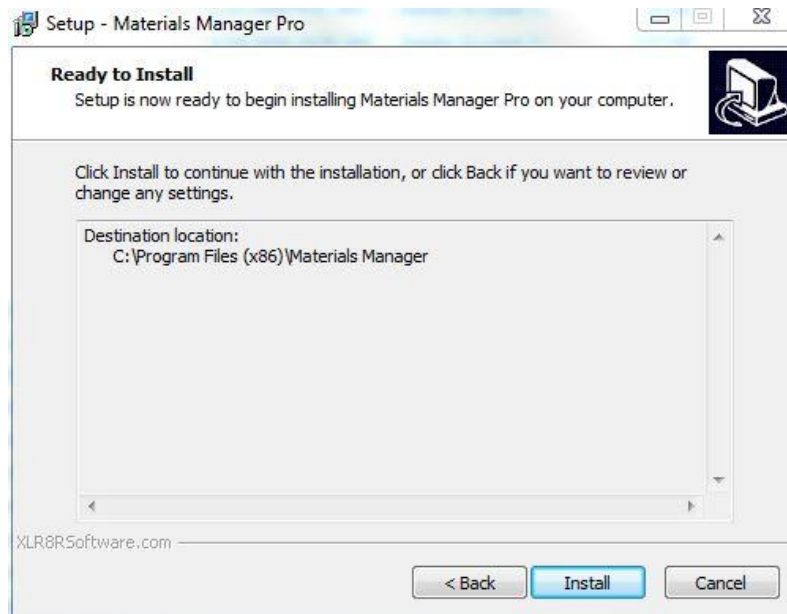 Setup - Materials Manager Pro
Ready to Install
Setup is now ready to begin installing Materials Manager Pro on your computer.
Click Install to continue with the installation, or click Back if you want to review or
change any settings.
Destination location:
C:\Program Files (x86)\Materials Manager
XLR8RSoftware.com
< Back
Install
Cancel